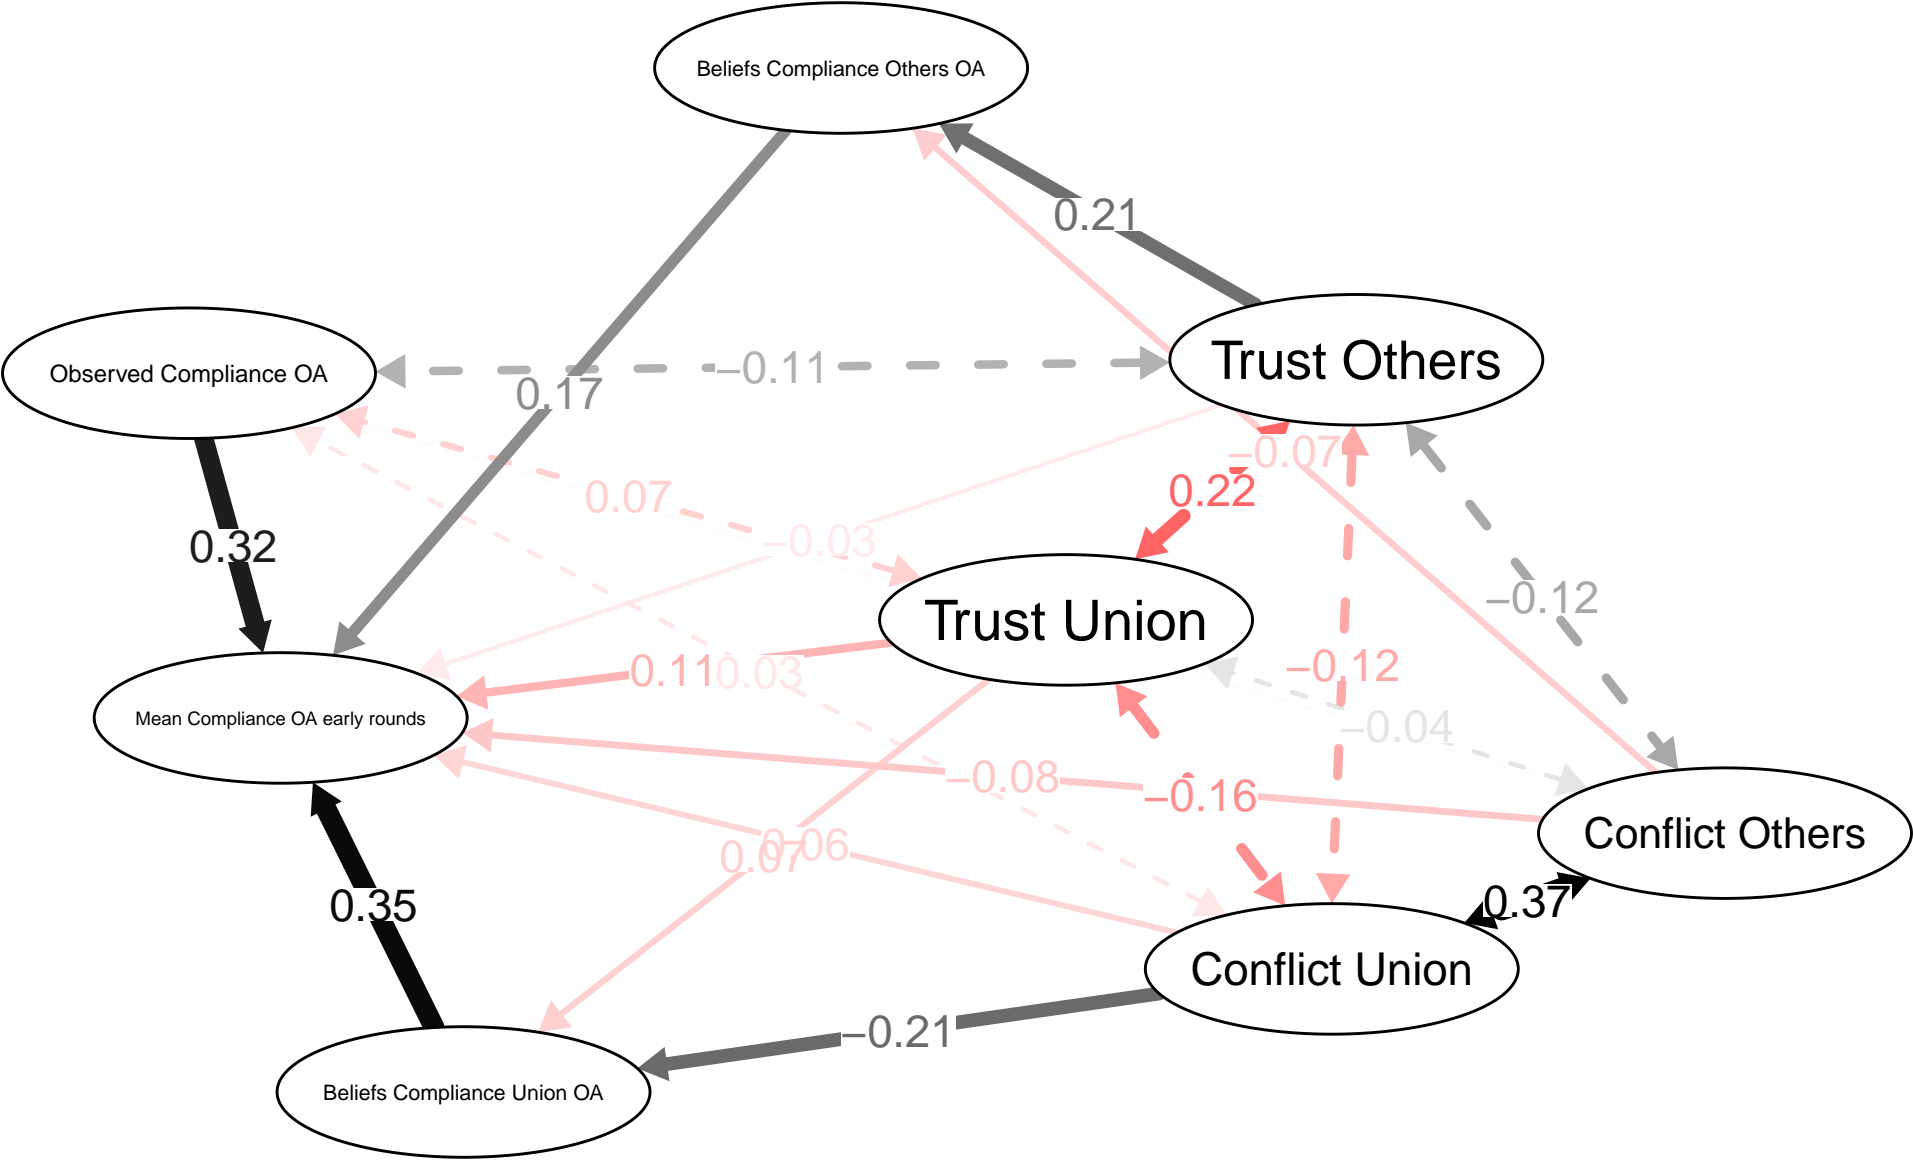 Beliefs Compliance Others OA
0.21
Trust Others
Observed Compliance OA
−0.11
0.17
−0.07
0.07
0.22
−0.03
0.32
−0.12
Trust Union
0.11
0.03
−0.12
Mean Compliance OA early rounds
−0.04
−0.08
−0.16
Conflict Others
0.07
0.06
0.35
0.37
Conflict Union
−0.21
Beliefs Compliance Union OA